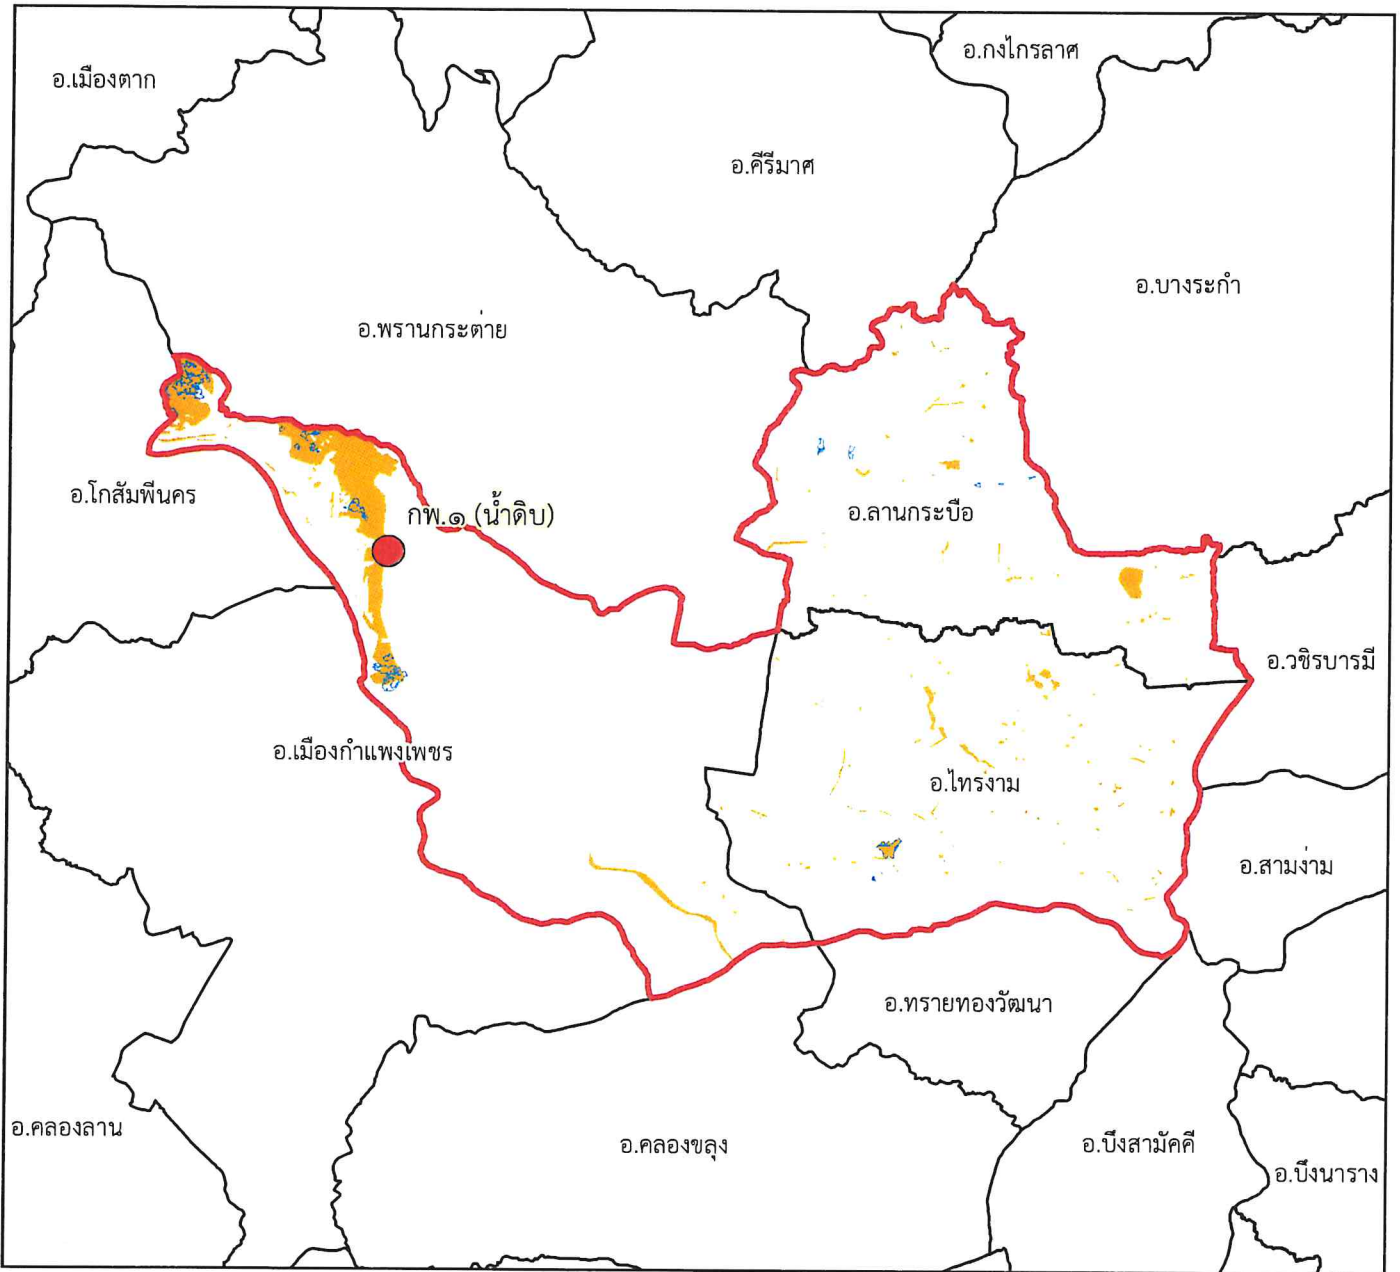 อ.กงไกรลาศ
อ.เมืองตาก
อ.คีรีมาศ
อ.บางระกำ
อ.พรานกระต่าย
อ.โกสัมพีนคร
กพ.๑ (น้ำดิบ)
อ.ลานกระบือ
อ.วชิรบารมี
อ.เมืองกำแพงเพชร
อ.ไทรงาม
อ.สามง่าม
อ.ทรายทองวัฒนา
อ.คลองลาน
อ.คลองขลุง
อ.บึงสามัคคี
อ.บึงนาราง